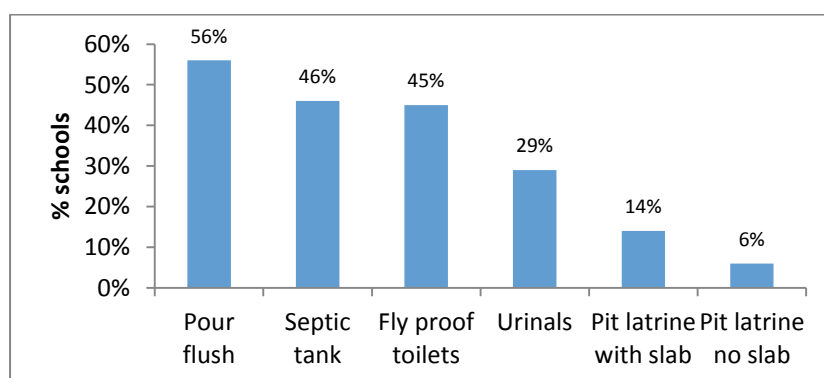 % schools
60%
50%
40%
30%
20%
10%
0%
56%
46%
45%
29%
14%
6%
Pour flush
Septic tank
Fly proof toilets
Urinals
Pit latrine with slab
Pit latrine no slab